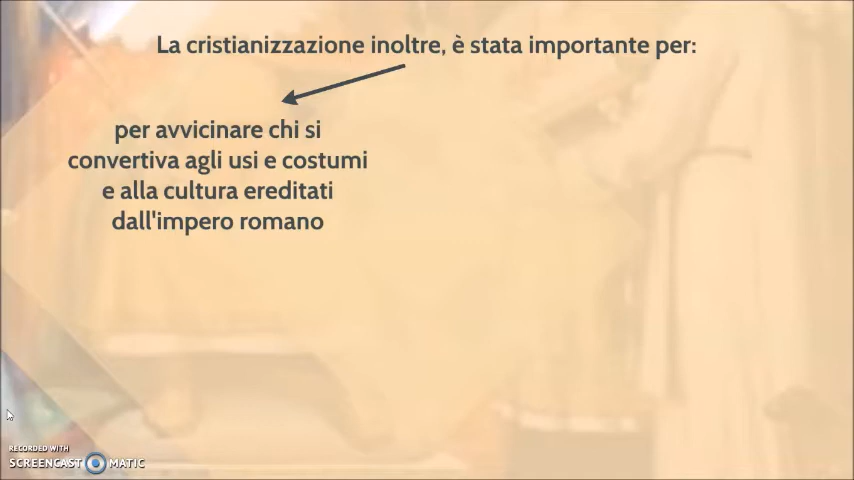 La cristianizzazione inoltre, è stata importante per:
per avvicinare chi si
convertiva agli usi e costumi
e alla cultura ereditati
dall'impero romano
RECORDED WITH
SCREENCAST MATIC